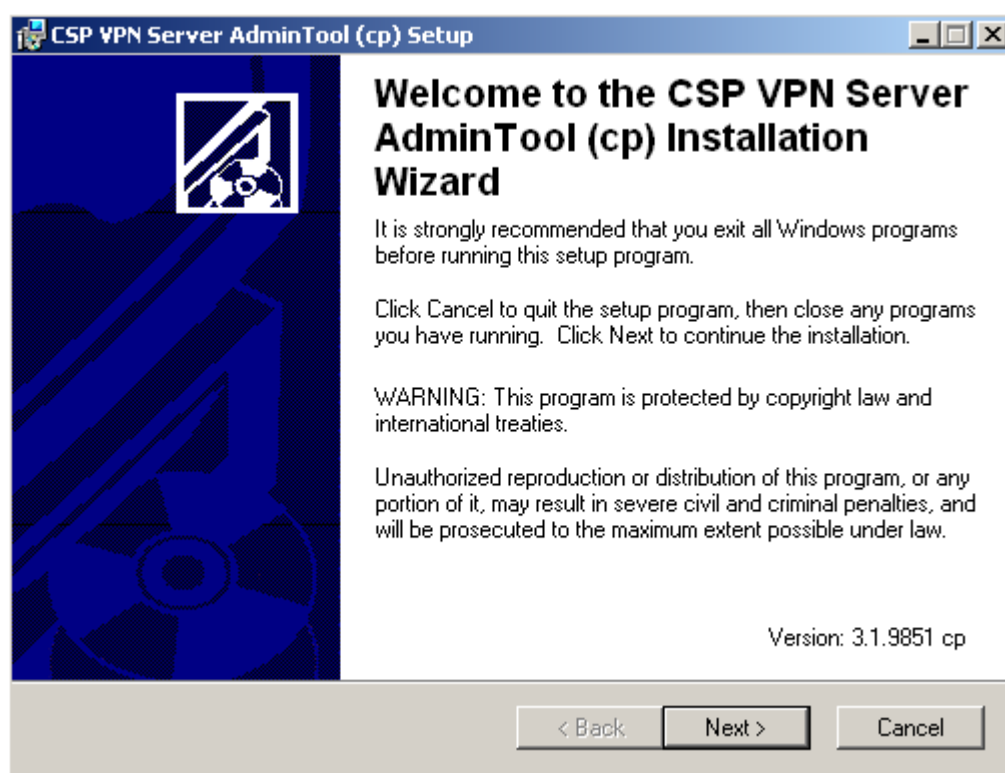 CSP VPN Server AdminTool (cp) Setup
Welcome to the CSP VPN Server
AdminTool (cp) Installation
Wizard
It is strongly recommended that you exit all Windows programs
before running this setup program.
Click Cancel to quit the setup program, then close any programs
you have running.  Click Next to continue the installation.
WARNING: This program is protected by copyright law and
international treaties.
Unauthorized reproduction or distribution of this program, or any
portion of it, may result in severe civil and criminal penalties, and
will be prosecuted to the maximum extent possible under law.
Version: 3.1.9851 cp
< Back
Next >
Cancel